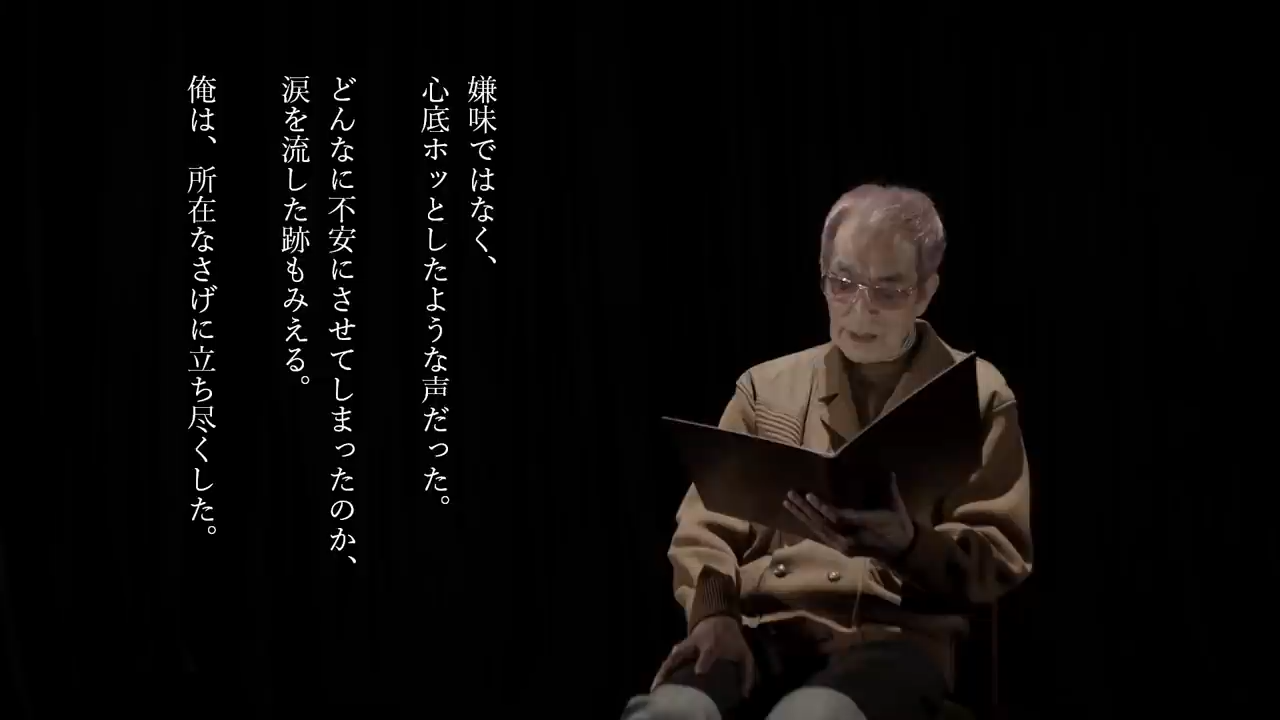 嫌味ではなく、
心底ホッとしたような声だった。
どんなに不安にさせてしまったのか、
涙を流した跡もみえる。
俺は、所在なさげに立ち尽くした。